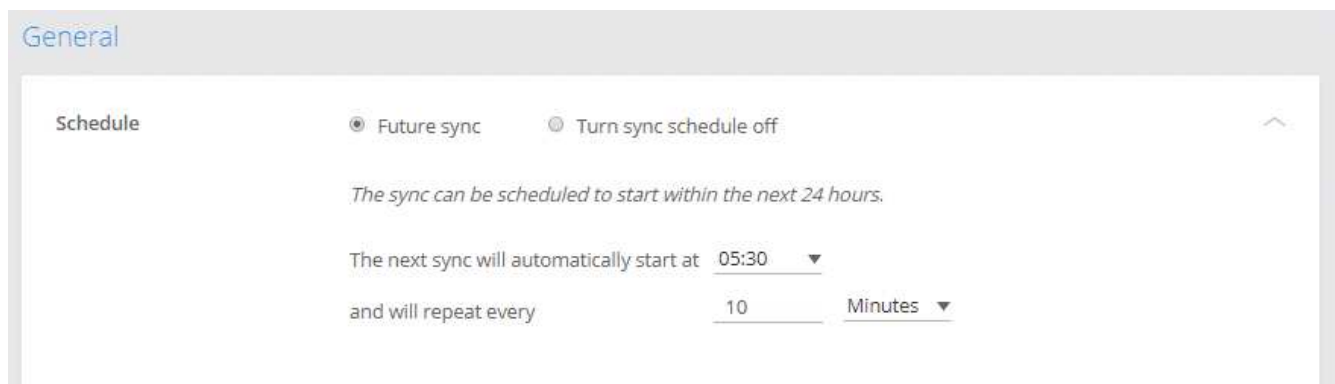 General
Schedule
Future sync Turn sync schedule off
The sync can be scheduled to start within the next 24 hours.
The next sync will automatically start at 05:30
and will repeat every 10 Minutes